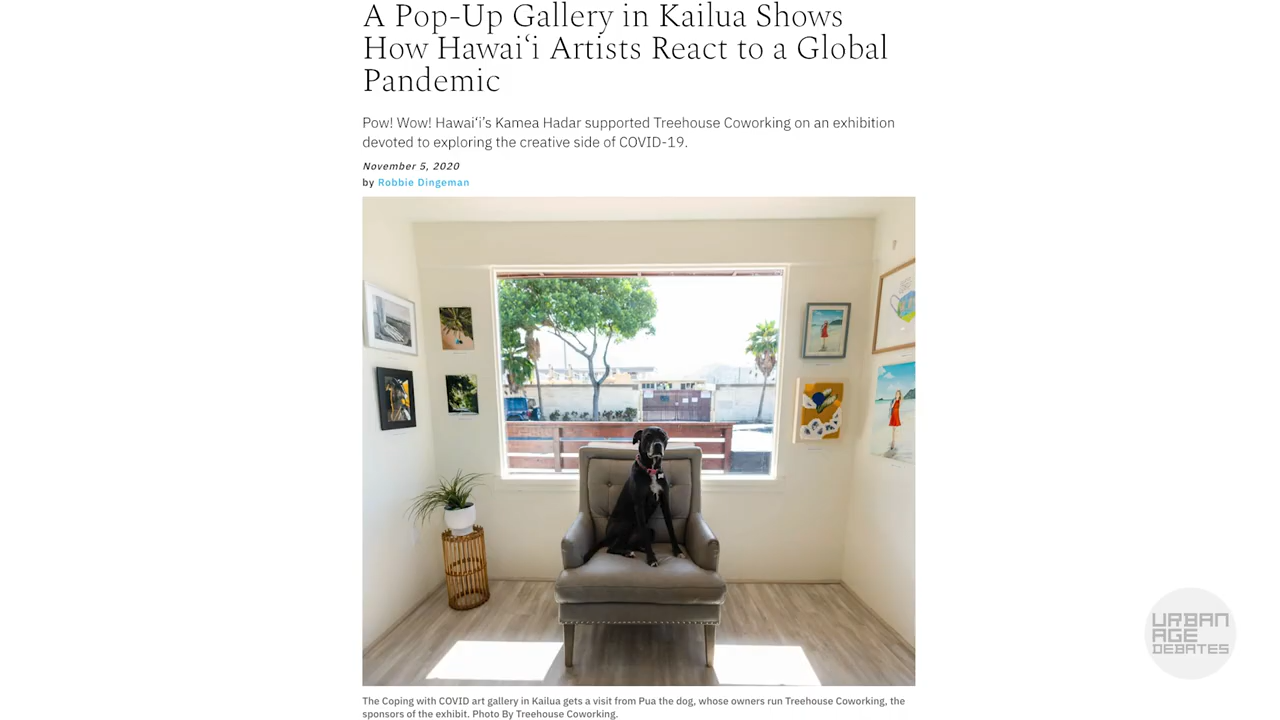 A Pop-Up Gallery in Kailua Shows
How Hawaiʻi Artists React to a Global
Pandemic
Pow! Wow! Hawaiʻi’s Kamea Hadar supported Treehouse Coworking on an exhibition
devoted to exploring the creative side of COVID-19.
November 5, 2020
by Robbie Dingeman
The Coping with COVID art gallery in Kailua gets a visit from Pua the dog, whose owners run Treehouse Coworking, the
sponsors of the exhibit. Photo By Treehouse Coworking.
URBAN
AGE
DEBATES